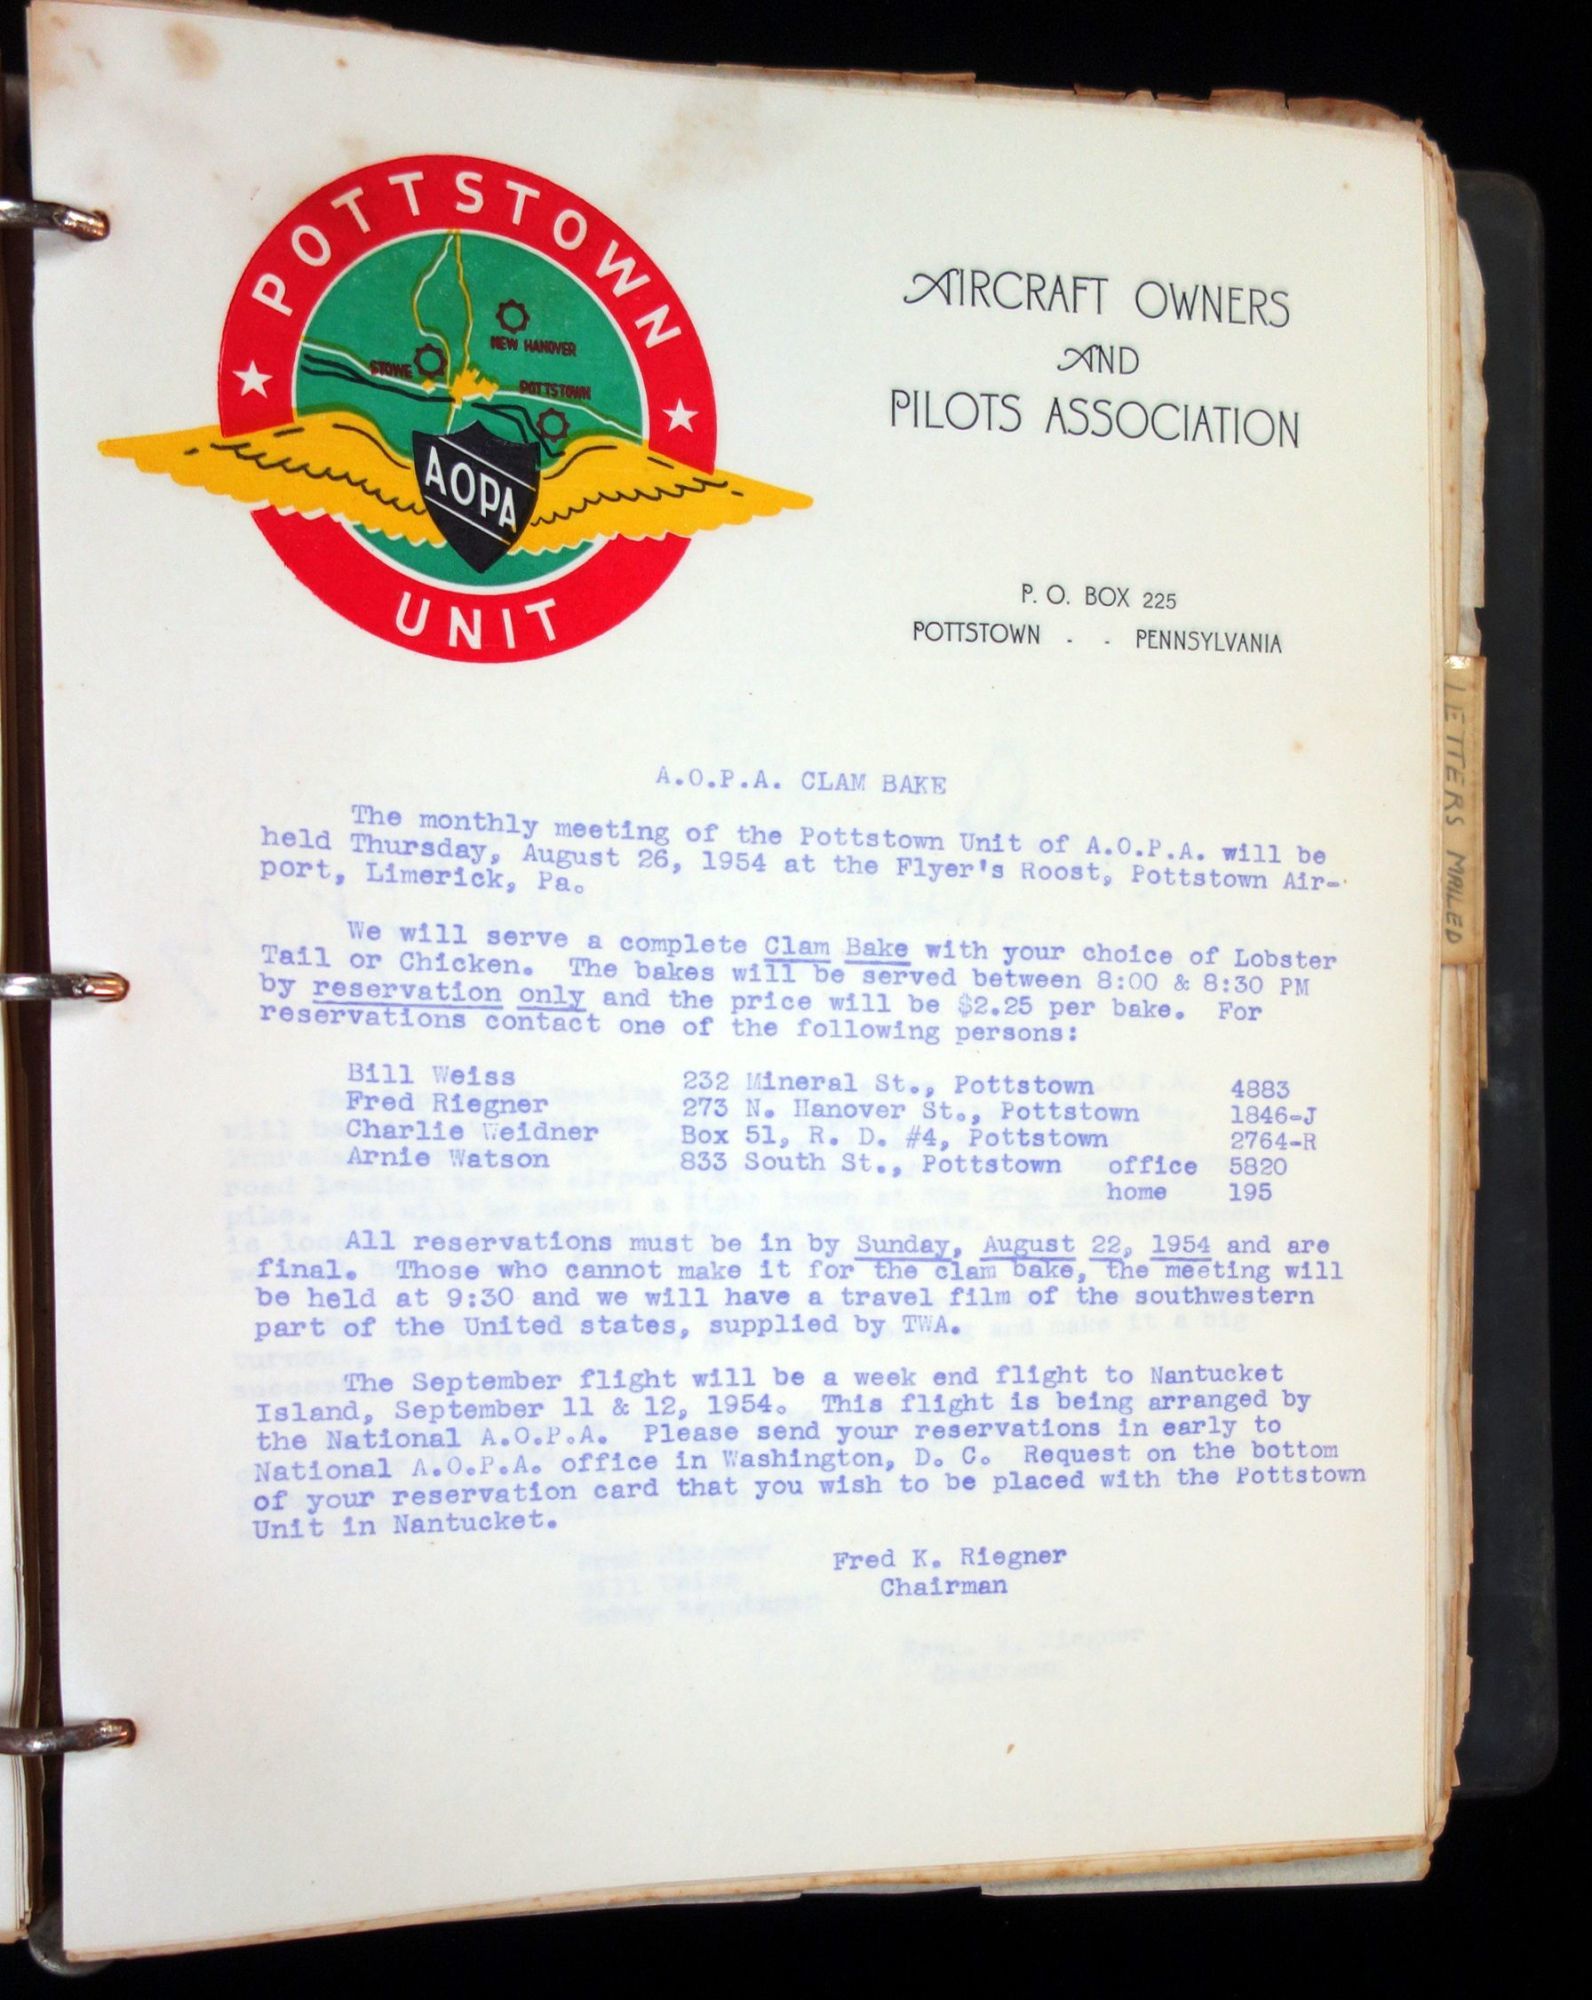 POTTSTOWN
NEW HANOVER
STOWE
POTTSTOWN
AOPA
UNIT
AIRCRAFT OWNERS
AND
PILOTS ASSOCIATION
P. O. BOX 225
POTTSTOWN - - PENNSYLVANIA
LETTERS MAILED
A.O.P.A. CLAM BAKE
The monthly meeting of the Pottstown Unit of A.O.P.A. will be
held Thursday, August 26, 1954 at the Flyer's Roost, Pottstown Air-
port, Limerick, Pa.
We will serve a complete Clam Bake with your choice of Lobster
Tail or Chicken. The bakes will be served between 8:00 & 8:30 PM
by reservation only and the price will be $2.25 per bake. For
reservations contact one of the following persons:
Bill Weiss 232 Mineral St., Pottstown 4883
Fred Riegner 273 N. Hanover St., Pottstown 1846-J
Charlie Weidner Box 51, R. D. #4, Pottstown 2764-R
Arnie Watson 833 South St., Pottstown office 5820
home 195
All reservations must be in by Sunday, August 22, 1954 and are
final. Those who cannot make it for the clam bake, the meeting will
be held at 9:30 and we will have a travel film of the southwestern
part of the United states, supplied by TWA.
The September flight will be a week end flight to Nantucket
Island, September 11 & 12, 1954. This flight is being arranged by
the National A.O.P.A. Please send your reservations in early to
National A.O.P.A. office in Washington, D. C. Request on the bottom
of your reservation card that you wish to be placed with the Pottstown
Unit in Nantucket.
Fred K. Riegner
Chairman